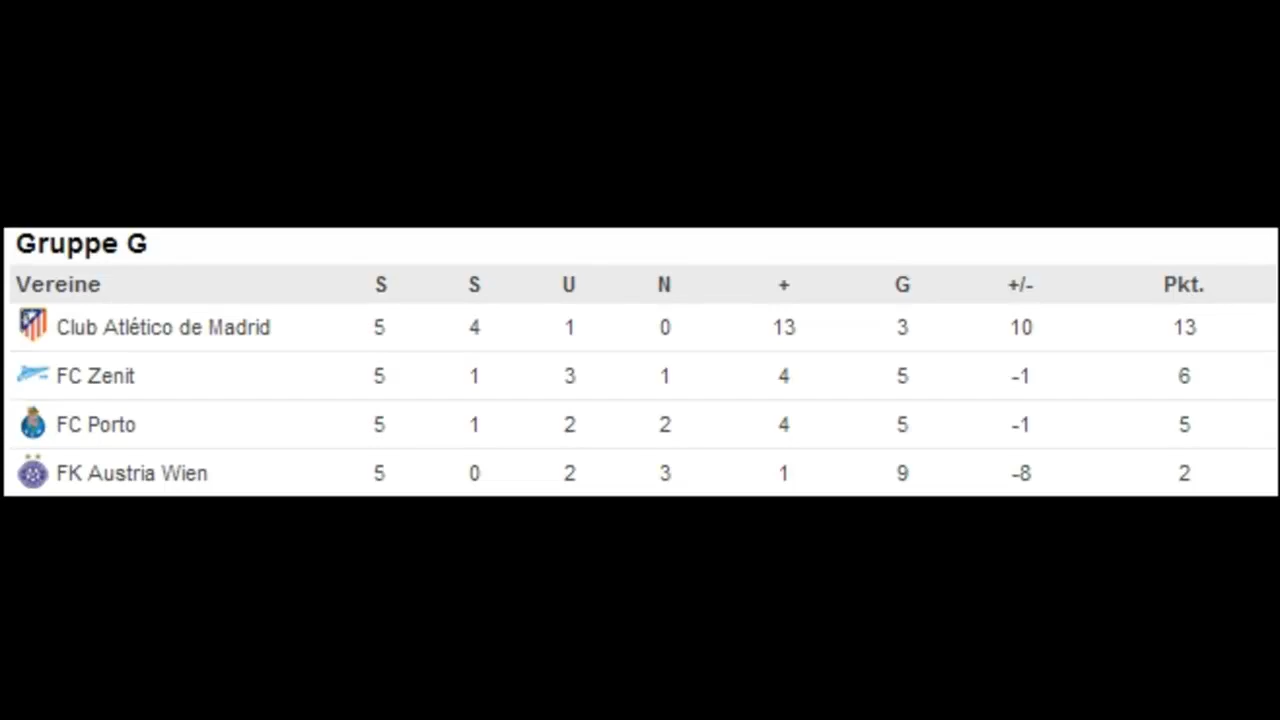 Gruppe G
Vereine S S U N + G +/- Pkt.
Club Atlético de Madrid 5 4 1 0 13 3 10 13
FC Zenit 5 1 3 1 4 5 -1 6
FC Porto 5 1 2 2 4 5 -1 5
FK Austria Wien 5 0 2 3 1 9 -8 2